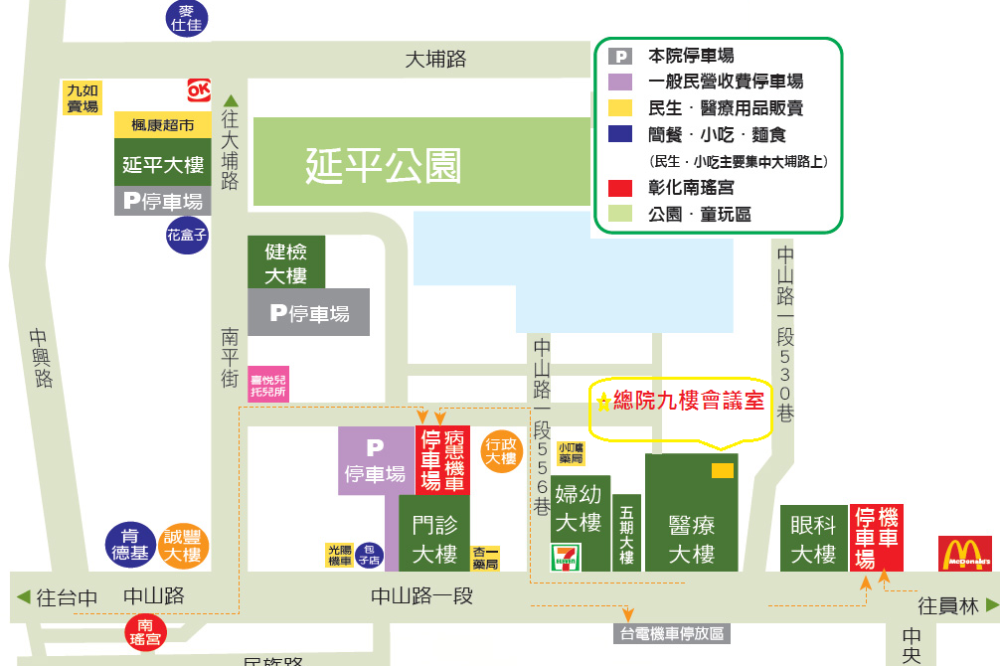 麥
仕佳
大埔路
P 本院停車場
一般民營收費停車場
民生．醫療用品販賣
簡餐．小吃．麵食
（民生．小吃主要集中大埔路上）
彰化南瑤宮
公園．童玩區
九如
賣場
OK
楓康超市
延平大樓
P停車場
花盒子
往大埔路
延平公園
健檢
大樓
P停車場
中興路
南平街
喜悅兒
托兒所
中山路一段556巷
中山路一段530巷
總院九樓會議室
P
停車場
病患機車
停車場
行政
大樓
小叮噹
藥局
婦幼
大樓
7
ELEVEN
五期大樓
醫療
大樓
門診
大樓
光陽
機車
包
子店
杏一
藥局
眼科
大樓
機車
停車場
McDonald's
肯
德基
誠豐
大樓
往台中
中山路
中山路一段
往員林
南
瑤宮
台電機車停放區
中央
民族路